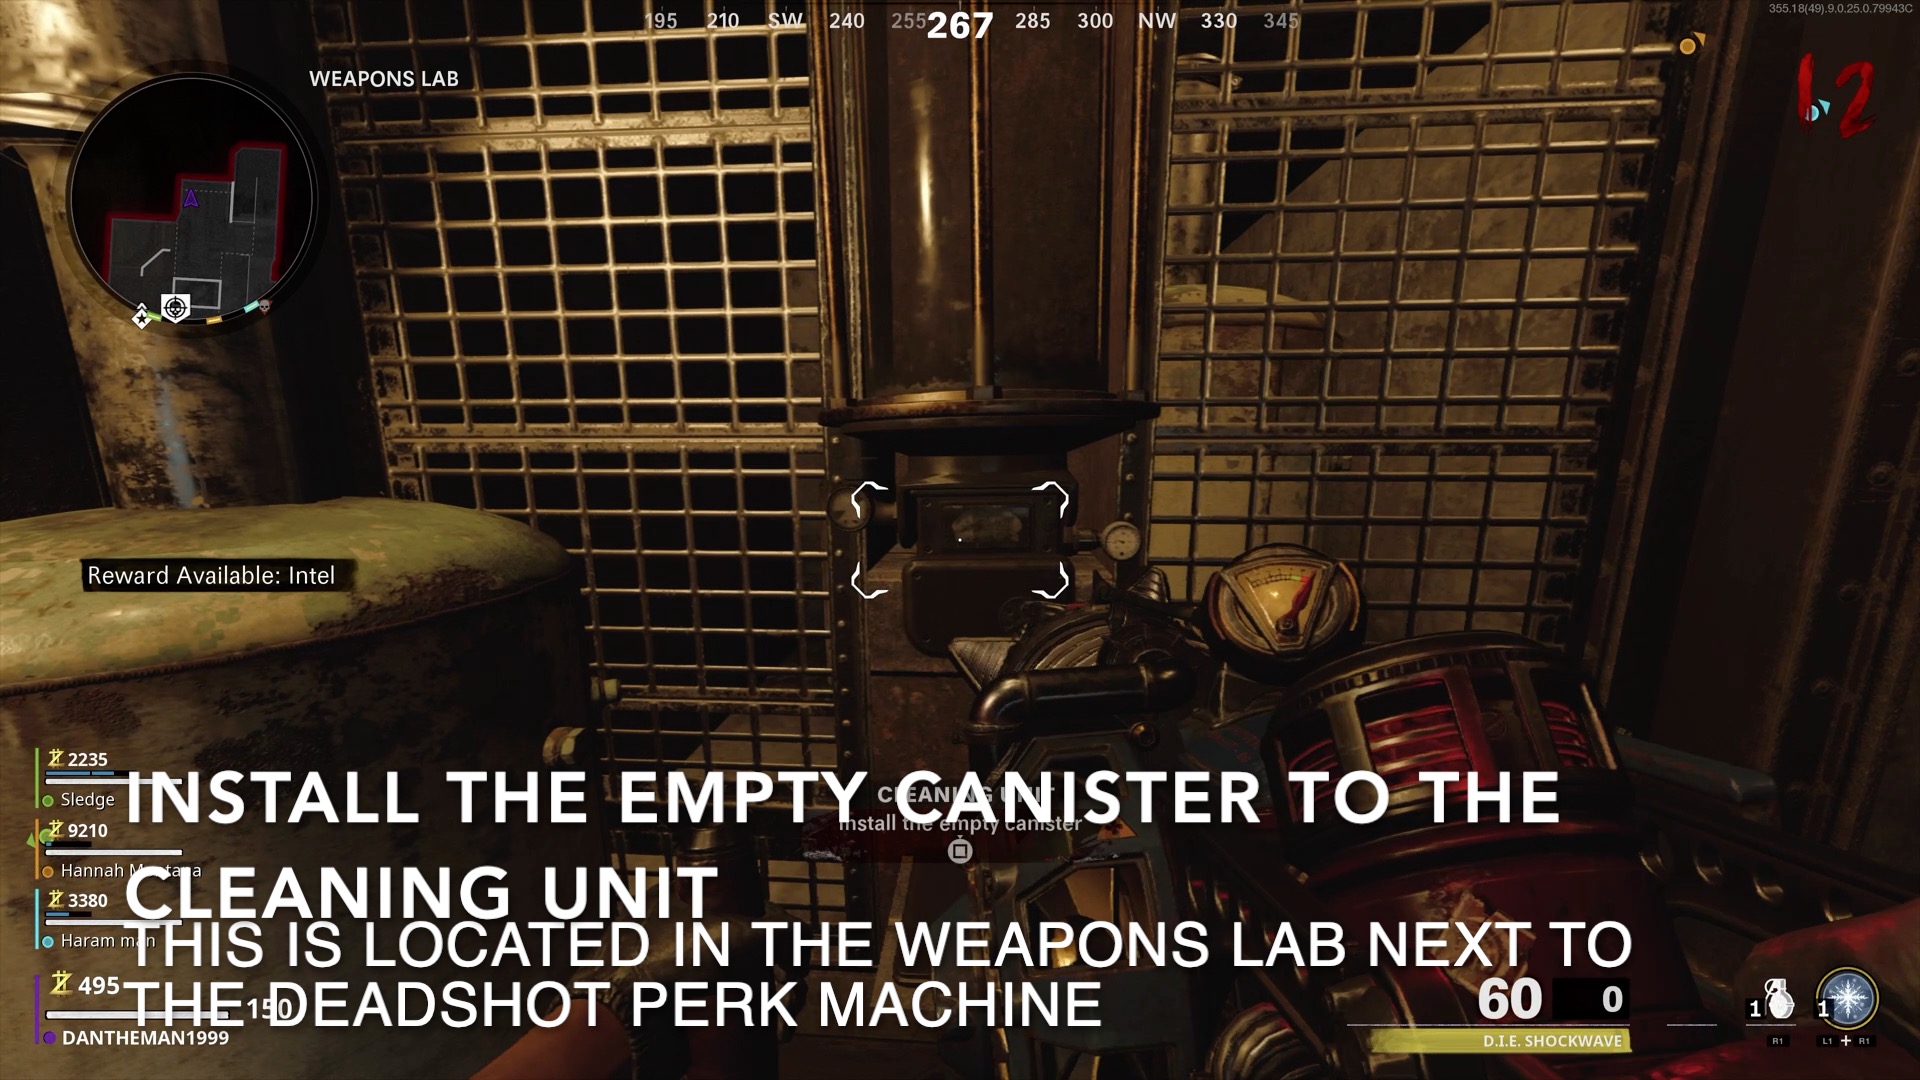 195 210 SW 240 255 267 285 300 NW 330 345
355.18(49).9.0.25.0.79943C
WEAPONS LAB
12
Reward Available: Intel
2235
Sledge
9210
Hannah Montana
3380
Haram man
495
150
DANTHEMAN1999
CLEANING UNIT
Install the empty canister
INSTALL THE EMPTY CANISTER TO THE
CLEANING UNIT
THIS IS LOCATED IN THE WEAPONS LAB NEXT TO
THE DEADSHOT PERK MACHINE
60 0
D.I.E. SHOCKWAVE
1 1
R1 L1 + R1